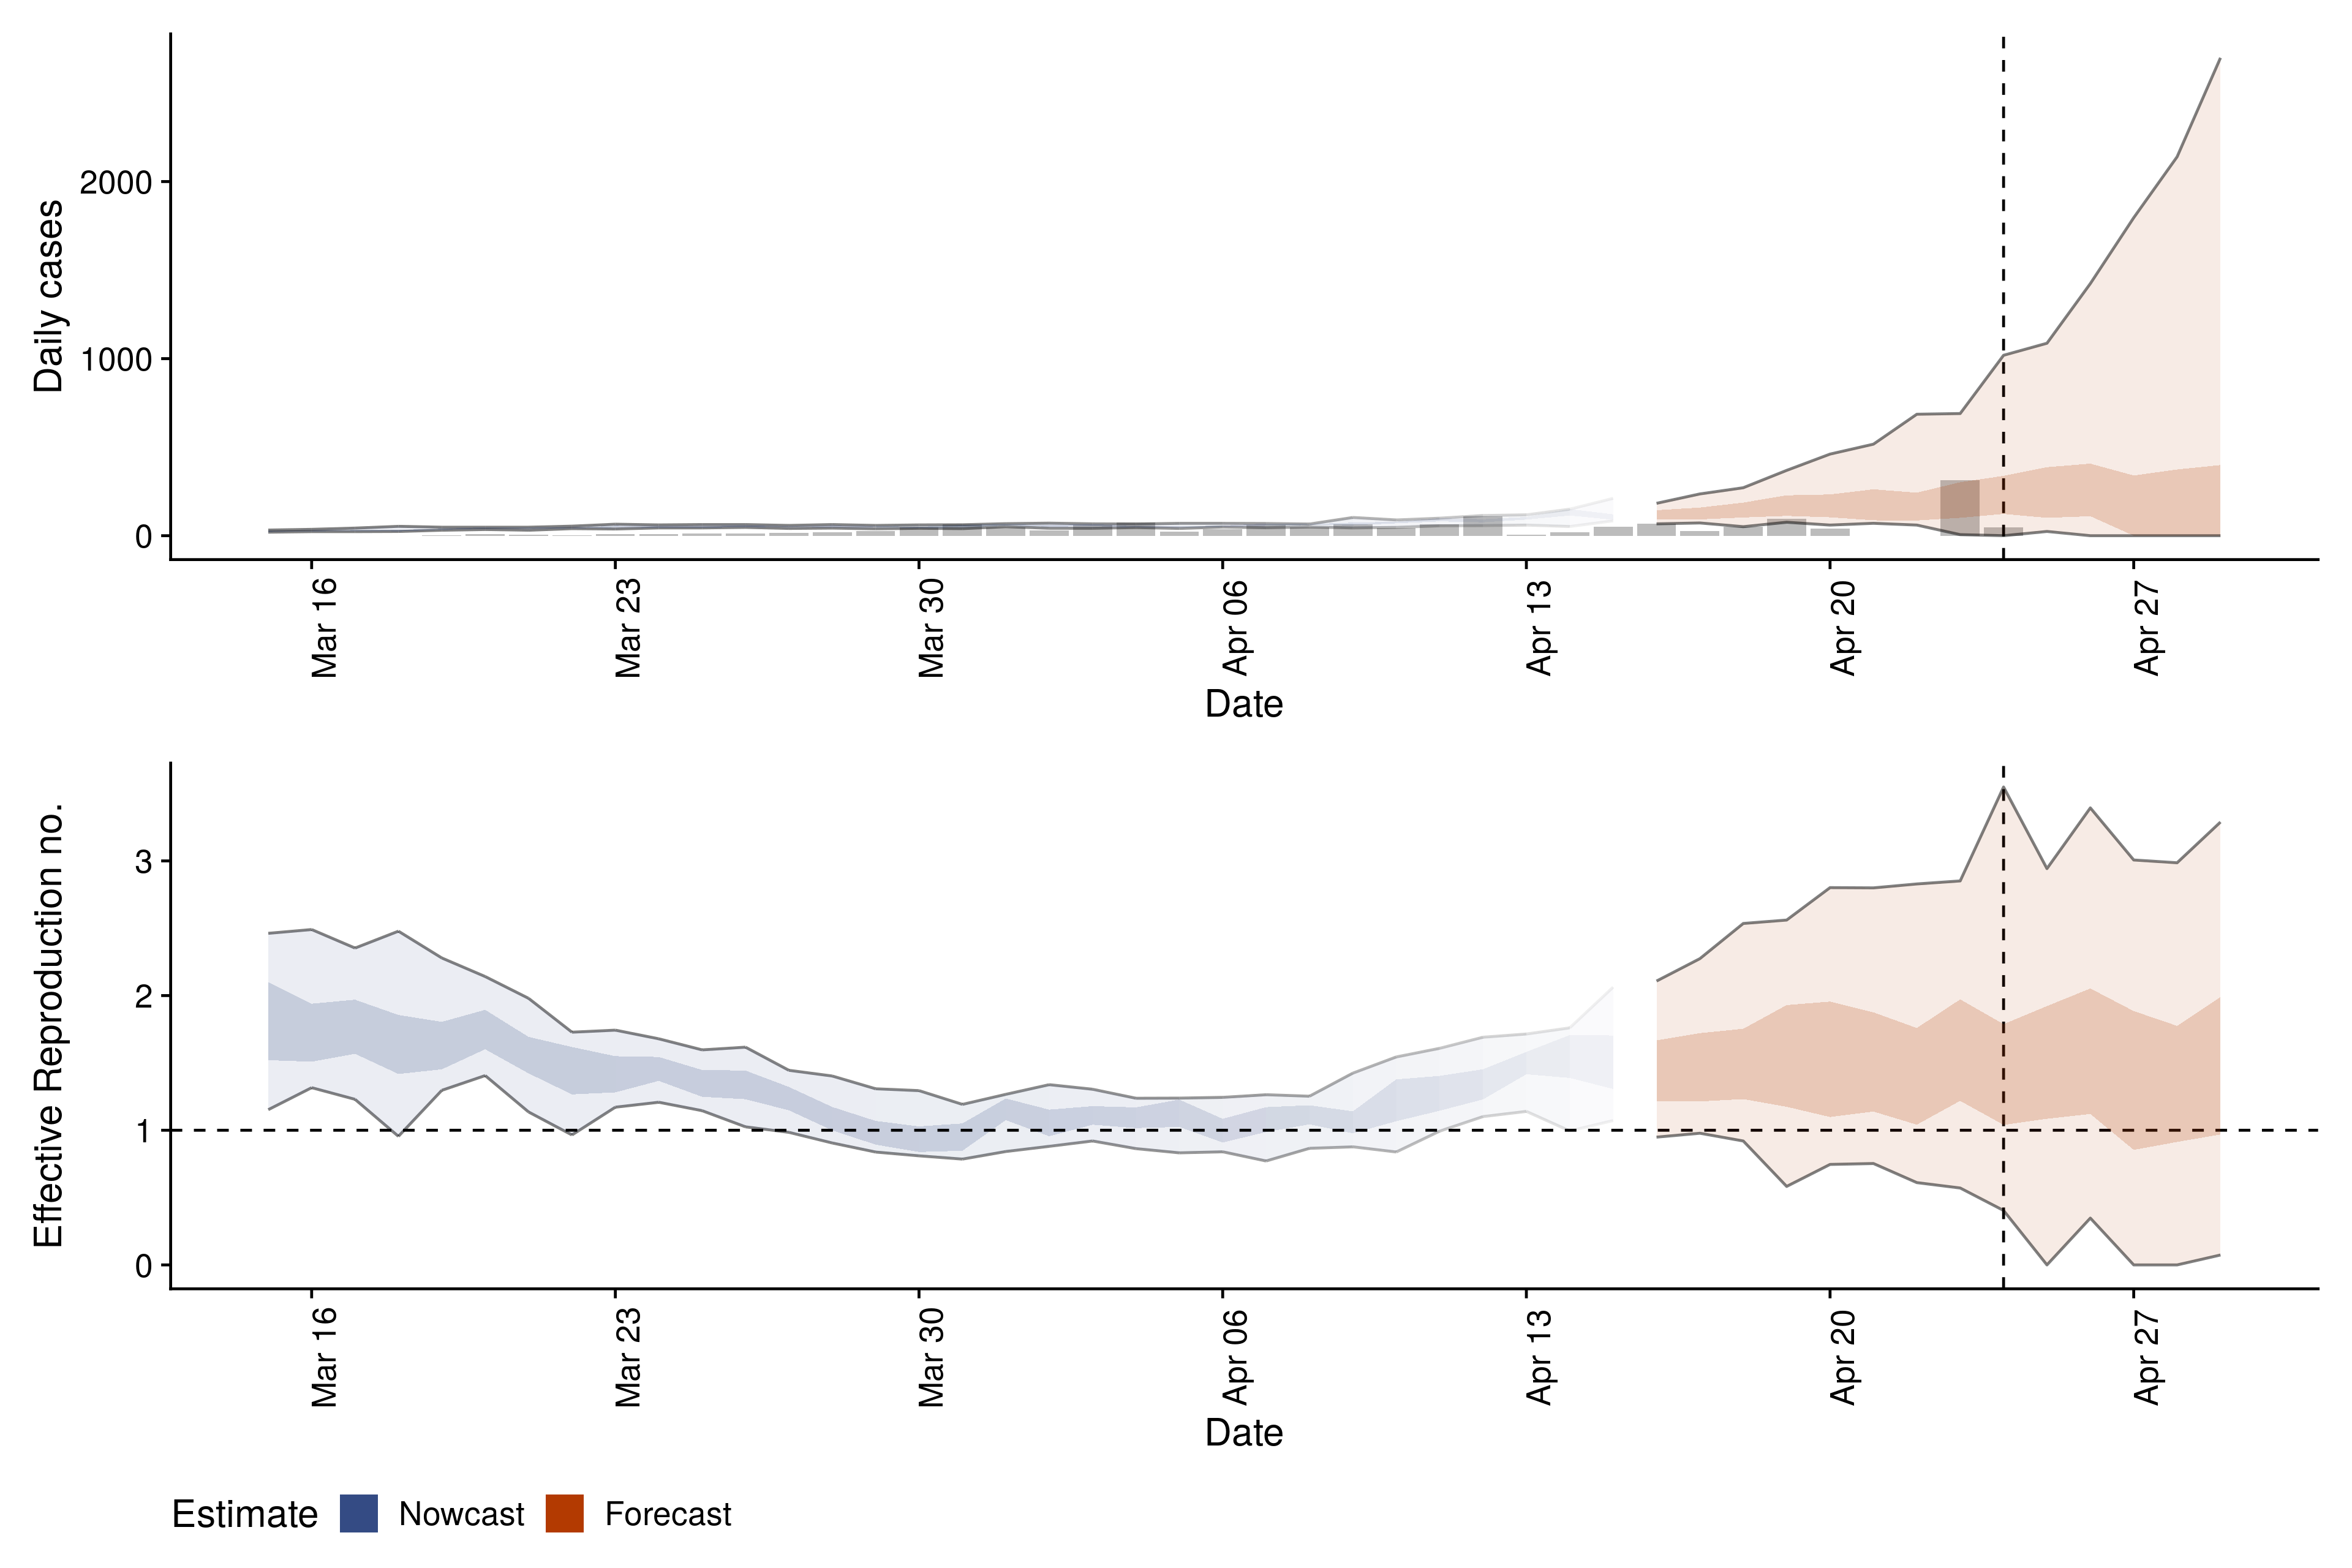 Daily cases
2000
1000
0
Mar 16
Mar 23
Mar 30
Apr 06
Apr 13
Apr 20
Apr 27
Date
Effective Reproduction no.
3
2
1
0
Mar 16
Mar 23
Mar 30
Apr 06
Apr 13
Apr 20
Apr 27
Date
Estimate Nowcast Forecast